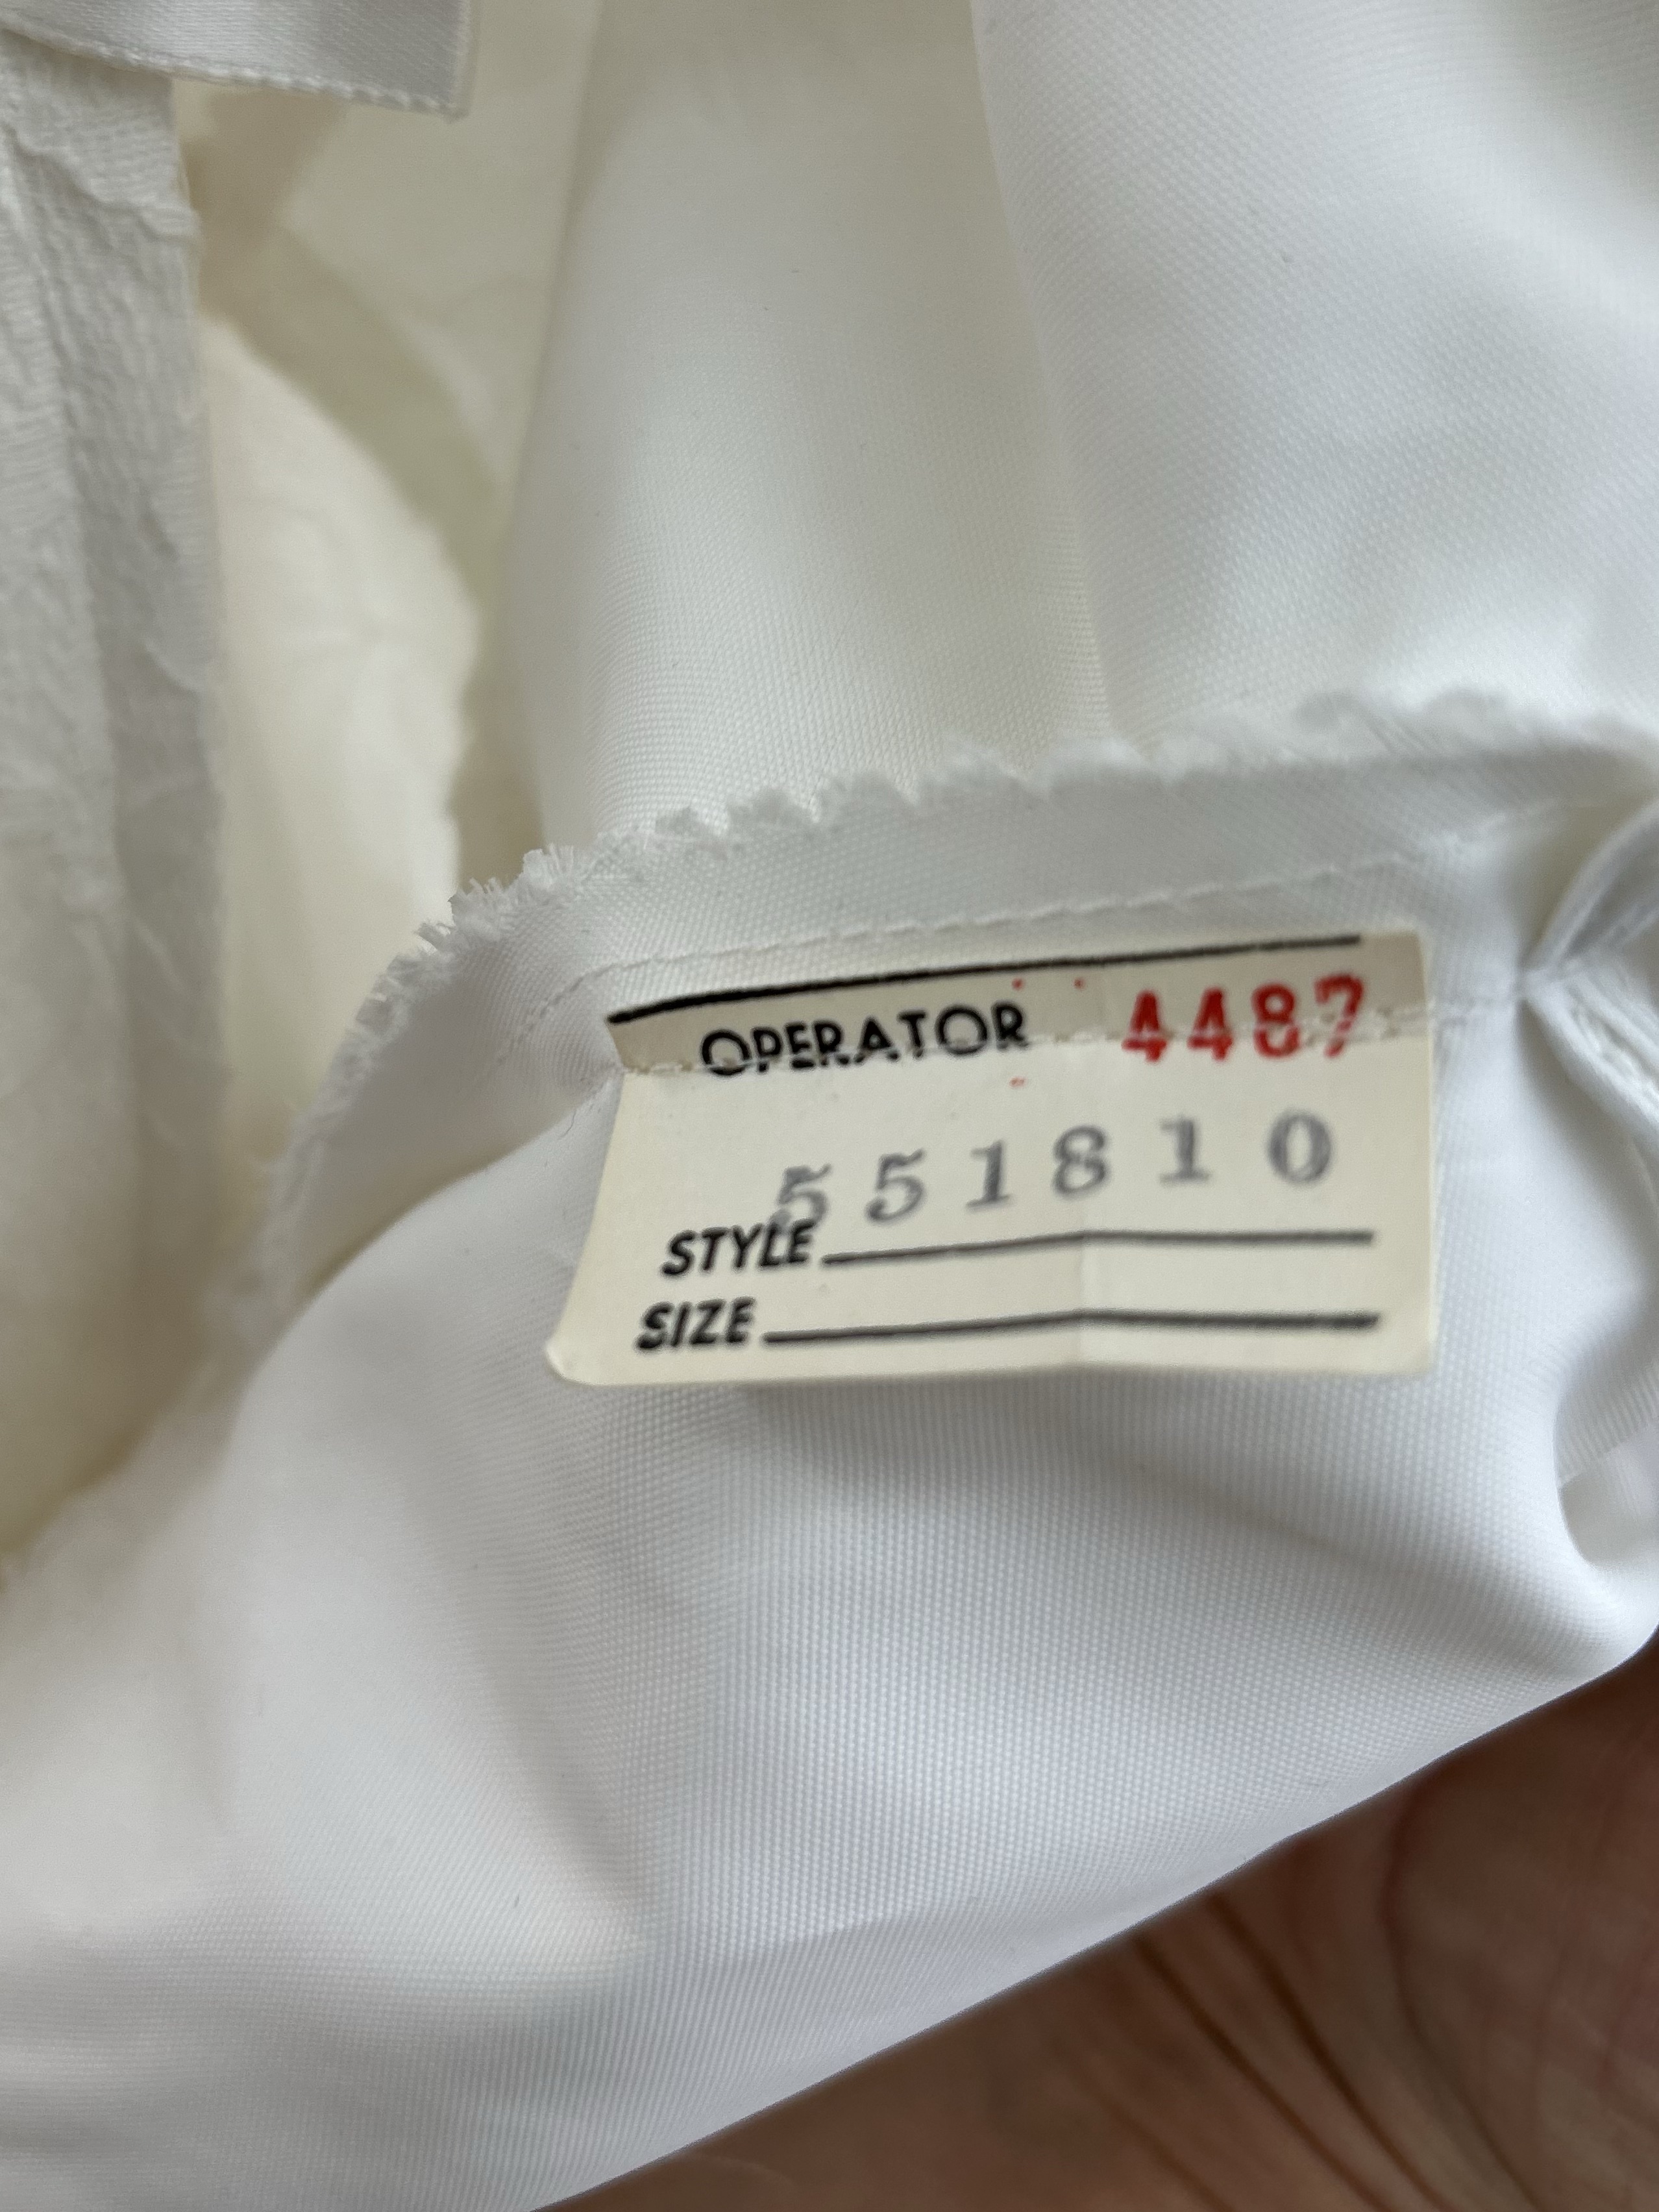 OPERATOR 4487
551810
STYLE
SIZE